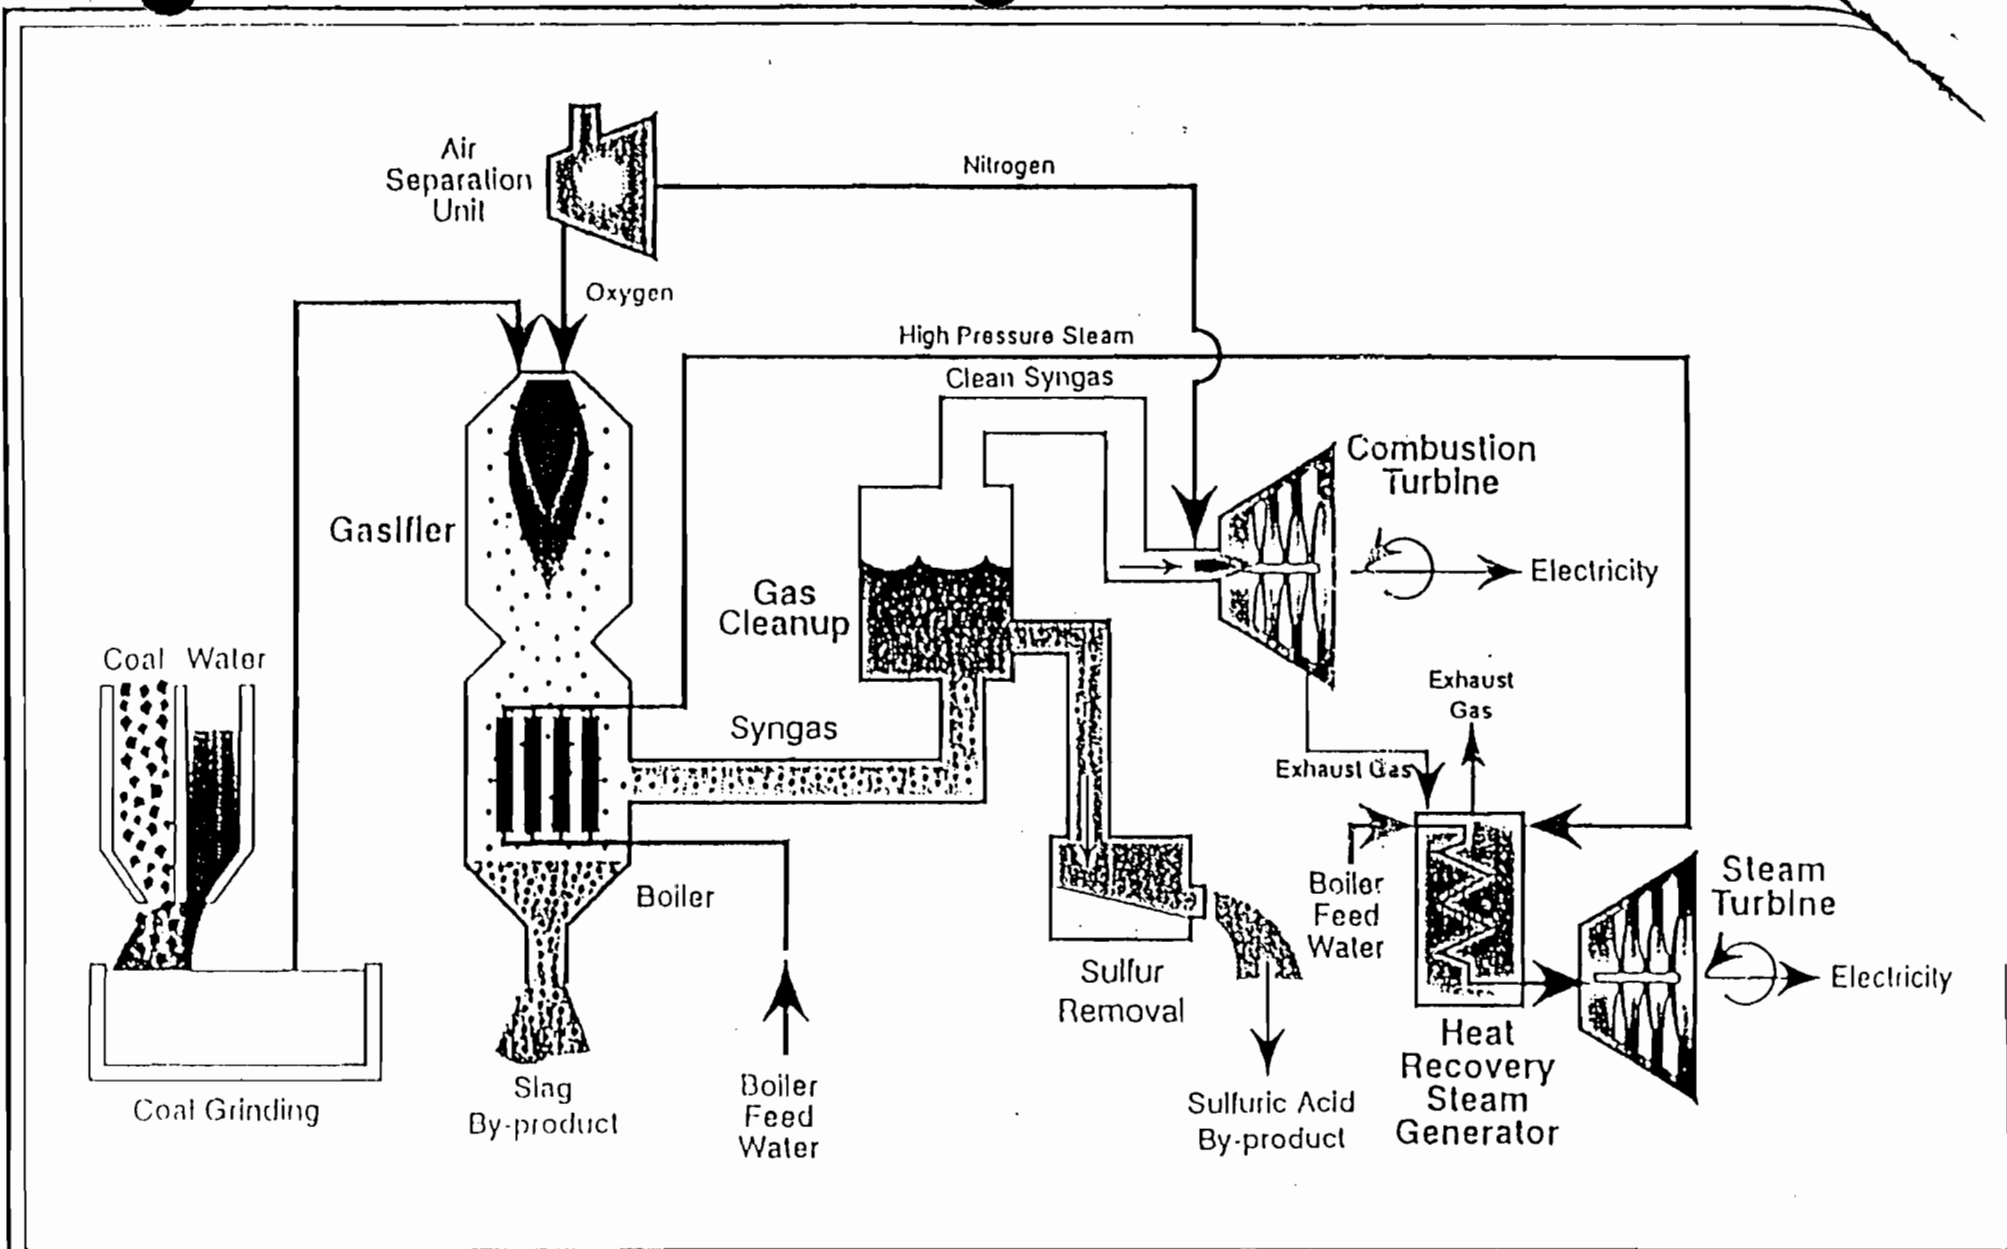 Air
Separation
Unit
Nitrogen
Oxygen
High Pressure Steam
Clean Syngas
Combustion
Turbine
Gasifier
Electricity
Gas
Cleanup
Coal Water
Exhaust
Gas
Syngas
Exhaust Gas
Boiler
Boiler
Feed
Water
Steam
Turbine
Electricity
Sulfur
Removal
Heat
Recovery
Steam
Generator
Slag
By-product
Boiler
Feed
Water
Coal Grinding
Sulfuric Acid
By-product